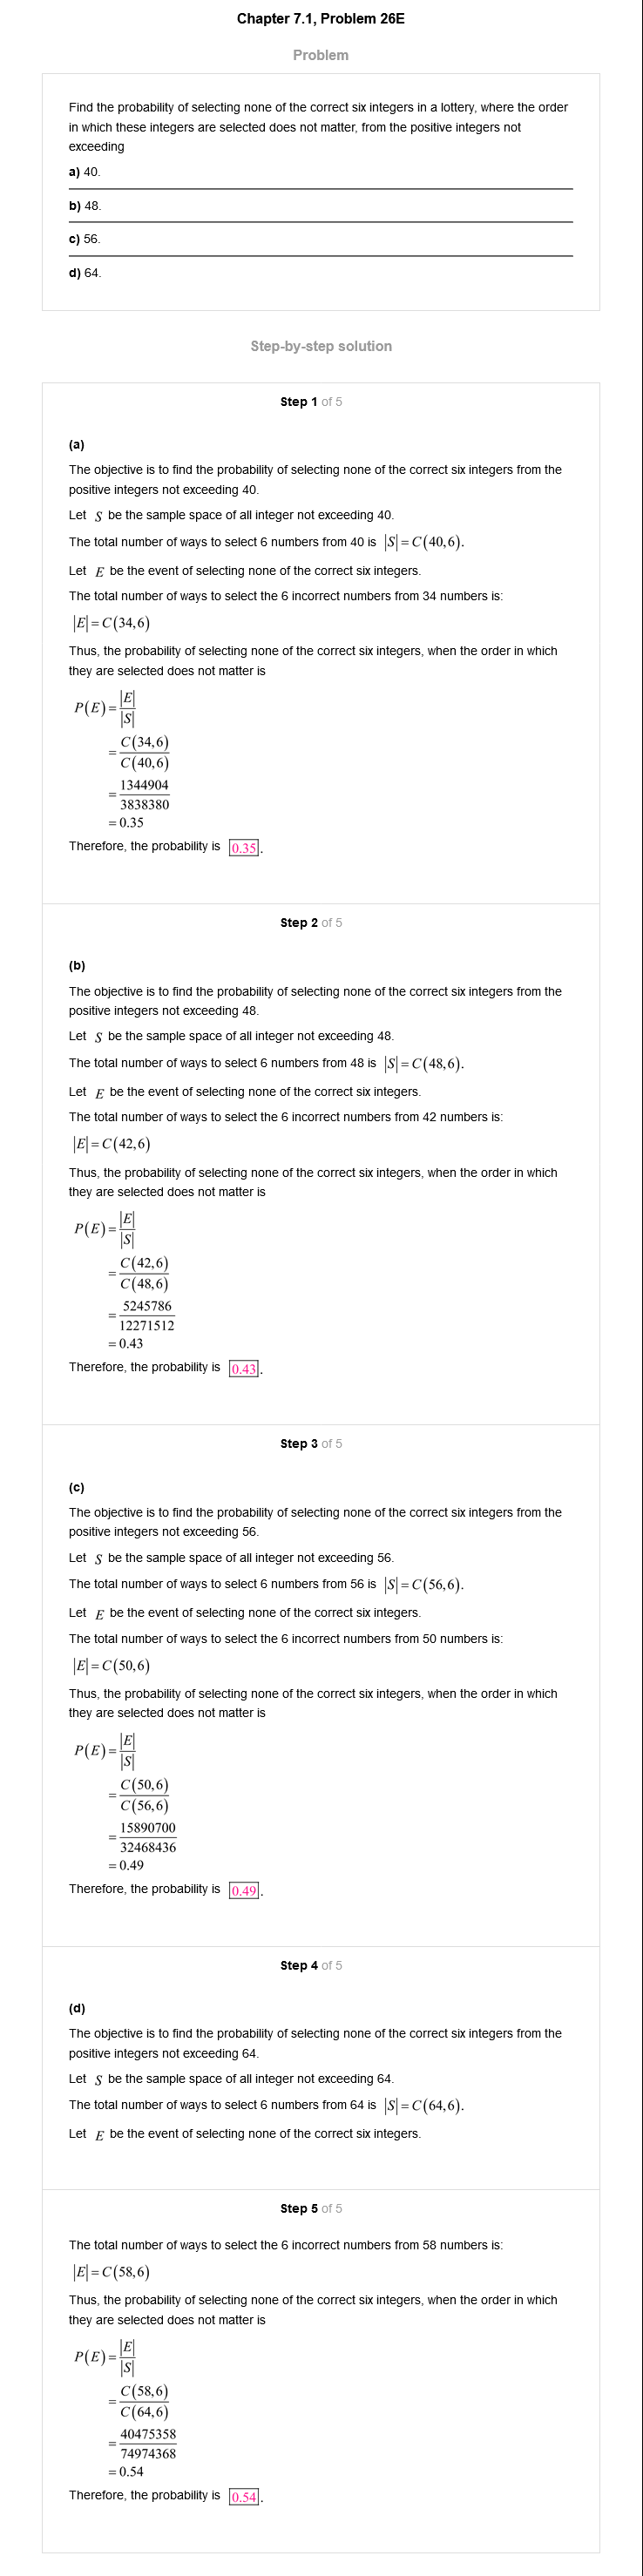 Chapter 7.1, Problem 26E
Problem
Find the probability of selecting none of the correct six integers in a lottery, where the order
in which these integers are selected does not matter, from the positive integers not
exceeding
a) 40.
b) 48.
c) 56.
d) 64.
Step-by-step solution
Step 1 of 5
(a)
The objective is to find the probability of selecting none of the correct six integers from the
positive integers not exceeding 40.
Let S be the sample space of all integer not exceeding 40.
The total number of ways to select 6 numbers from 40 is |S| = C(40,6).
Let E be the event of selecting none of the correct six integers.
The total number of ways to select the 6 incorrect numbers from 34 numbers is:
|E| = C(34,6)
Thus, the probability of selecting none of the correct six integers, when the order in which
they are selected does not matter is
P(E) = |E|/|S|
= C(34,6)/C(40,6)
= 1344904/3838380
= 0.35
Therefore, the probability is 0.35.
Step 2 of 5
(b)
The objective is to find the probability of selecting none of the correct six integers from the
positive integers not exceeding 48.
Let S be the sample space of all integer not exceeding 48.
The total number of ways to select 6 numbers from 48 is |S| = C(48,6).
Let E be the event of selecting none of the correct six integers.
The total number of ways to select the 6 incorrect numbers from 42 numbers is:
|E| = C(42,6)
Thus, the probability of selecting none of the correct six integers, when the order in which
they are selected does not matter is
P(E) = |E|/|S|
= C(42,6)/C(48,6)
= 5245786/12271512
= 0.43
Therefore, the probability is 0.43.
Step 3 of 5
(c)
The objective is to find the probability of selecting none of the correct six integers from the
positive integers not exceeding 56.
Let S be the sample space of all integer not exceeding 56.
The total number of ways to select 6 numbers from 56 is |S| = C(56,6).
Let E be the event of selecting none of the correct six integers.
The total number of ways to select the 6 incorrect numbers from 50 numbers is:
|E| = C(50,6)
Thus, the probability of selecting none of the correct six integers, when the order in which
they are selected does not matter is
P(E) = |E|/|S|
= C(50,6)/C(56,6)
= 15890700/32468436
= 0.49
Therefore, the probability is 0.49.
Step 4 of 5
(d)
The objective is to find the probability of selecting none of the correct six integers from the
positive integers not exceeding 64.
Let S be the sample space of all integer not exceeding 64.
The total number of ways to select 6 numbers from 64 is |S| = C(64,6).
Let E be the event of selecting none of the correct six integers.
Step 5 of 5
The total number of ways to select the 6 incorrect numbers from 58 numbers is:
|E| = C(58,6)
Thus, the probability of selecting none of the correct six integers, when the order in which
they are selected does not matter is
P(E) = |E|/|S|
= C(58,6)/C(64,6)
= 40475358/74974368
= 0.54
Therefore, the probability is 0.54.